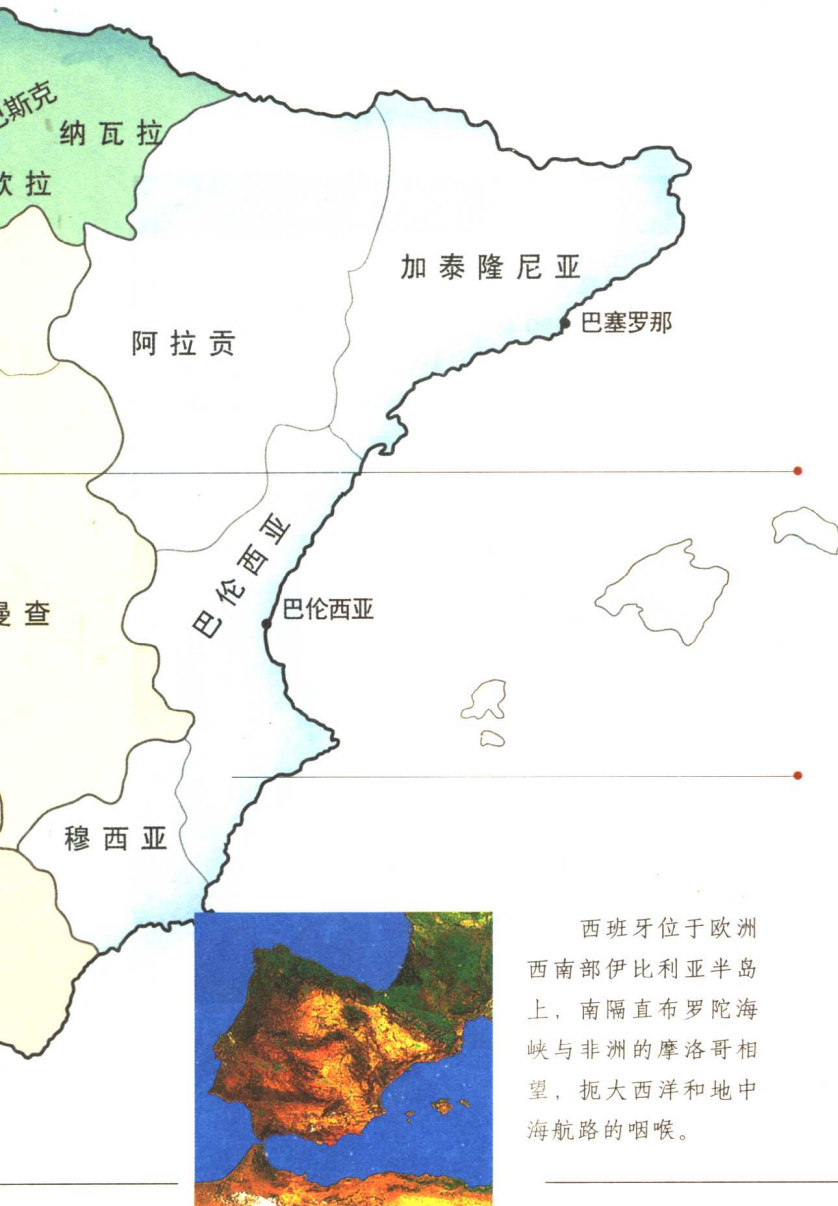 巴斯克
纳瓦拉
欧拉
加泰隆尼亚
巴塞罗那
阿拉贡
巴伦西亚
巴伦西亚
曼查
穆西亚
西班牙位于欧洲
西南部伊比利亚半岛
上，南隔直布罗陀海
峡与非洲的摩洛哥相
望，扼大西洋和地中
海航路的咽喉。